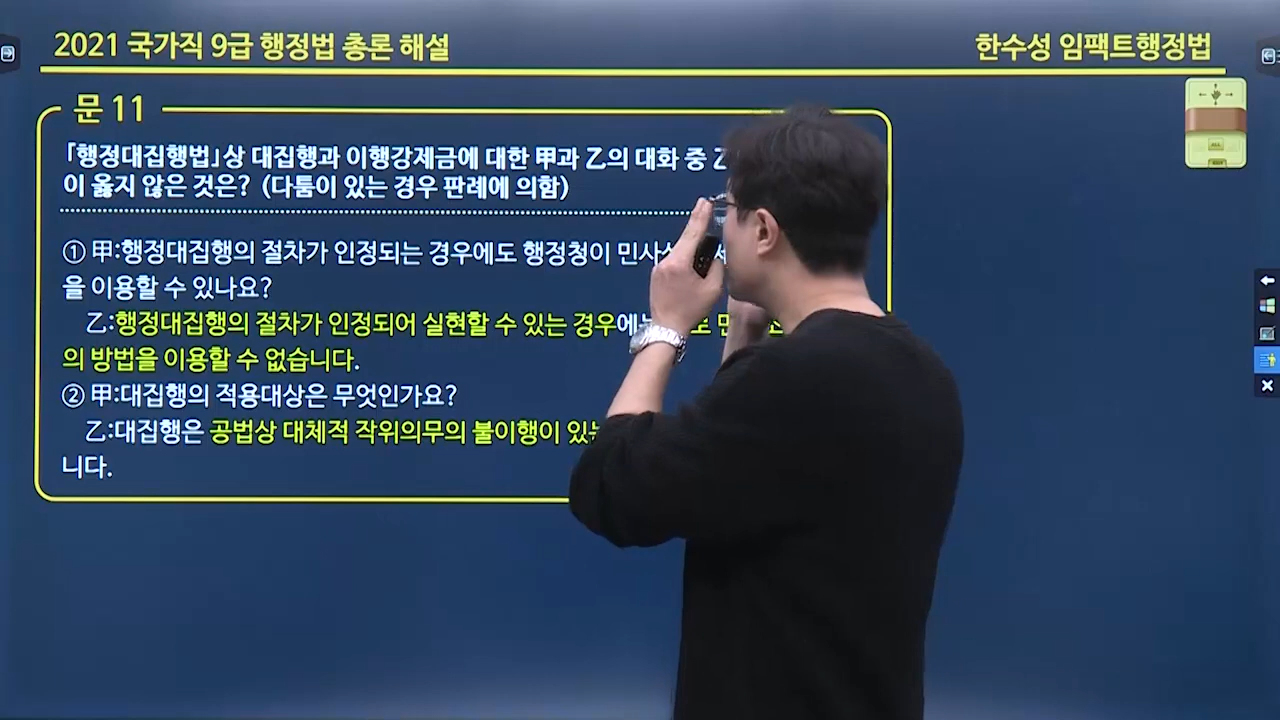 2021 국가직 9급 행정법 총론 해설
한수성 임팩트행정법
문 11
「행정대집행법」상 대집행과 이행강제금에 대한 甲과 乙의 대화 중
이 옳지 않은 것은? (다툼이 있는 경우 판례에 의함)
① 甲:행정대집행의 절차가 인정되는 경우에도 행정청이
을 이용할 수 있나요?
乙:행정대집행의 절차가 인정되어 실현할 수 있는 경우에는
의 방법을 이용할 수 없습니다.
② 甲:대집행의 적용대상은 무엇인가요?
乙:대집행은 공법상 대체적 작위의무의 불이행이
니다.
ALL